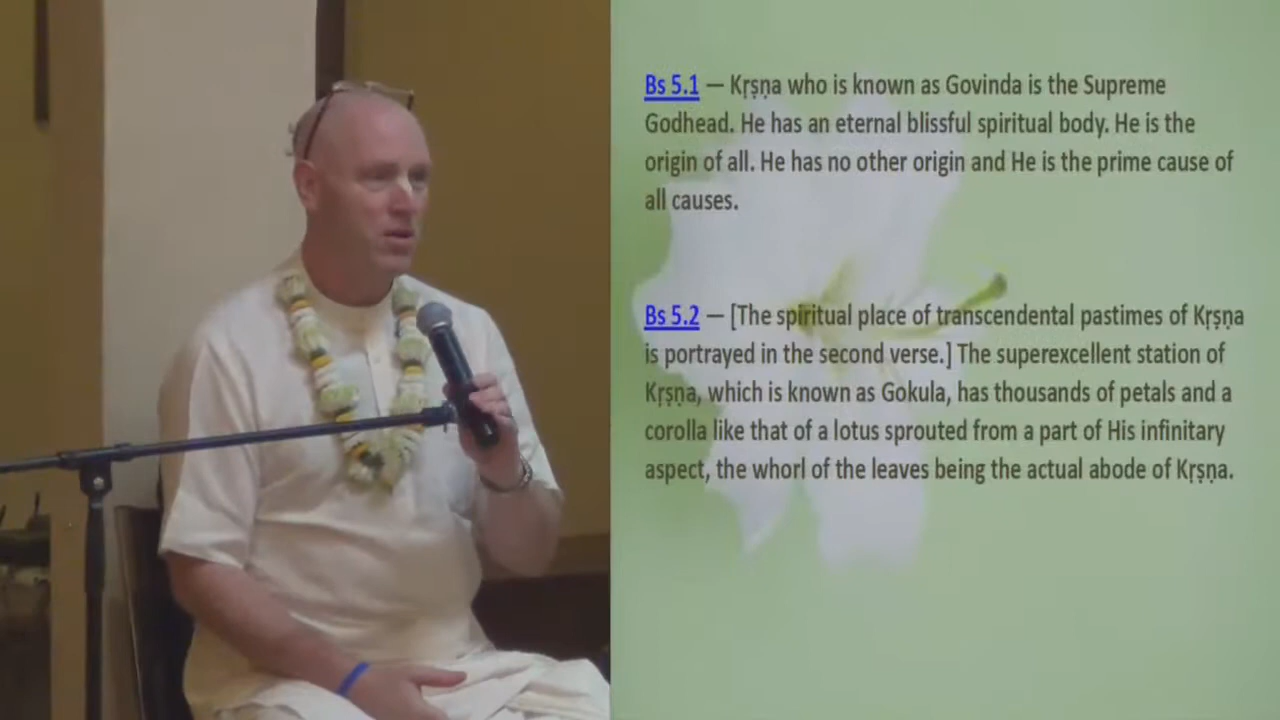 Bs 5.1 — Kṛṣṇa who is known as Govinda is the Supreme
Godhead. He has an eternal blissful spiritual body. He is the
origin of all. He has no other origin and He is the prime cause of
all causes.
Bs 5.2 — [The spiritual place of transcendental pastimes of Kṛṣṇa
is portrayed in the second verse.] The superexcellent station of
Kṛṣṇa, which is known as Gokula, has thousands of petals and a
corolla like that of a lotus sprouted from a part of His infinitary
aspect, the whorl of the leaves being the actual abode of Kṛṣṇa.